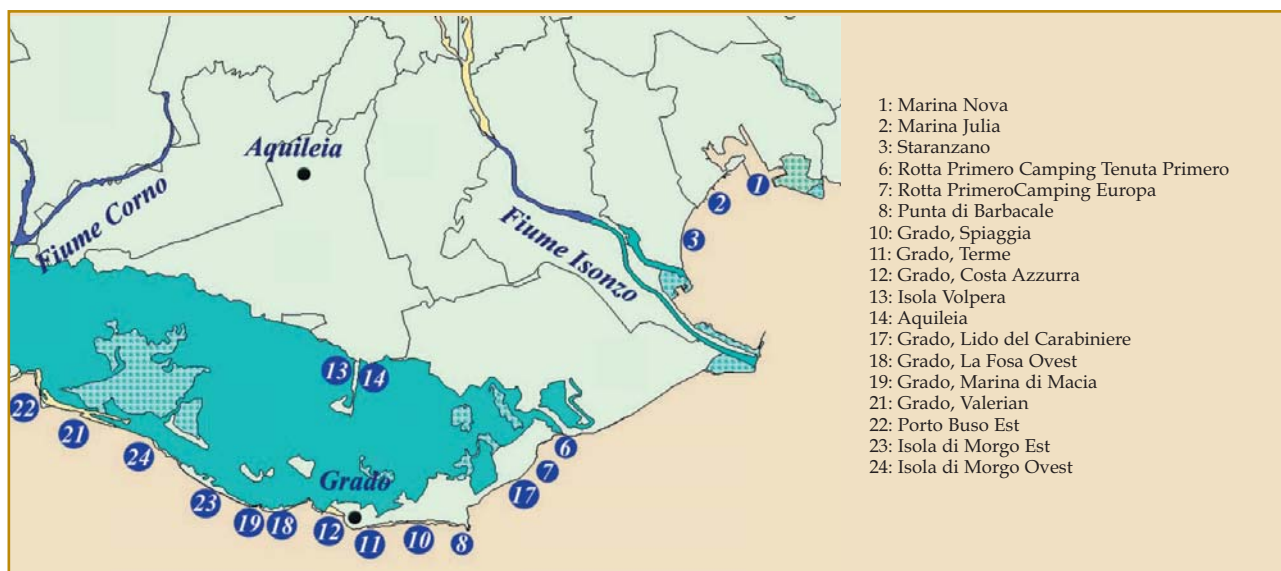 Aquileia
Fiume Corno
Fiume Isonzo
1
2
3
13
14
22
21
24
6
7
17
Grado
23
19
18
12
11
10
8
1: Marina Nova
2: Marina Julia
3: Staranzano
6: Rotta Primero Camping Tenuta Primero
7: Rotta PrimeroCamping Europa
8: Punta di Barbacale
10: Grado, Spiaggia
11: Grado, Terme
12: Grado, Costa Azzurra
13: Isola Volpera
14: Aquileia
17: Grado, Lido del Carabiniere
18: Grado, La Fosa Ovest
19: Grado, Marina di Macia
21: Grado, Valerian
22: Porto Buso Est
23: Isola di Morgo Est
24: Isola di Morgo Ovest